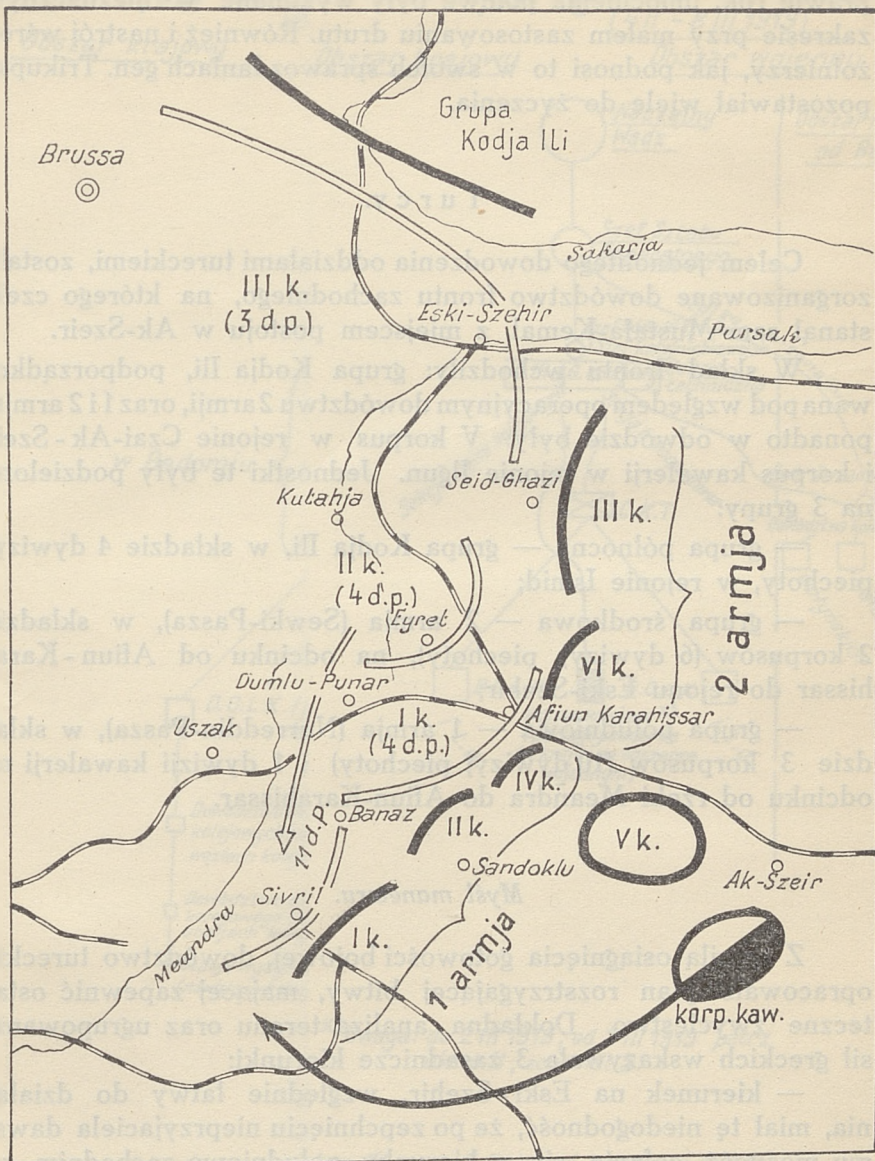 Grupa
Kodja Ili
Brussa
Sakarja
III k.
(3 d.p.)
Eski-Szehir
Pursak
Kutahja
Seid-Ghazi
III k.
2 armja
II k.
(4 d.p.)
Eyret
VI k.
Dumlu-Punar
I k.
(4 d.p.)
Afiun Karahissar
Uszak
IV k.
Banaz
11 d.p.
II k.
V k.
Sandoklu
Ak-Szeir
Sivril
Meandra
I k.
1 armja
korp. kaw.